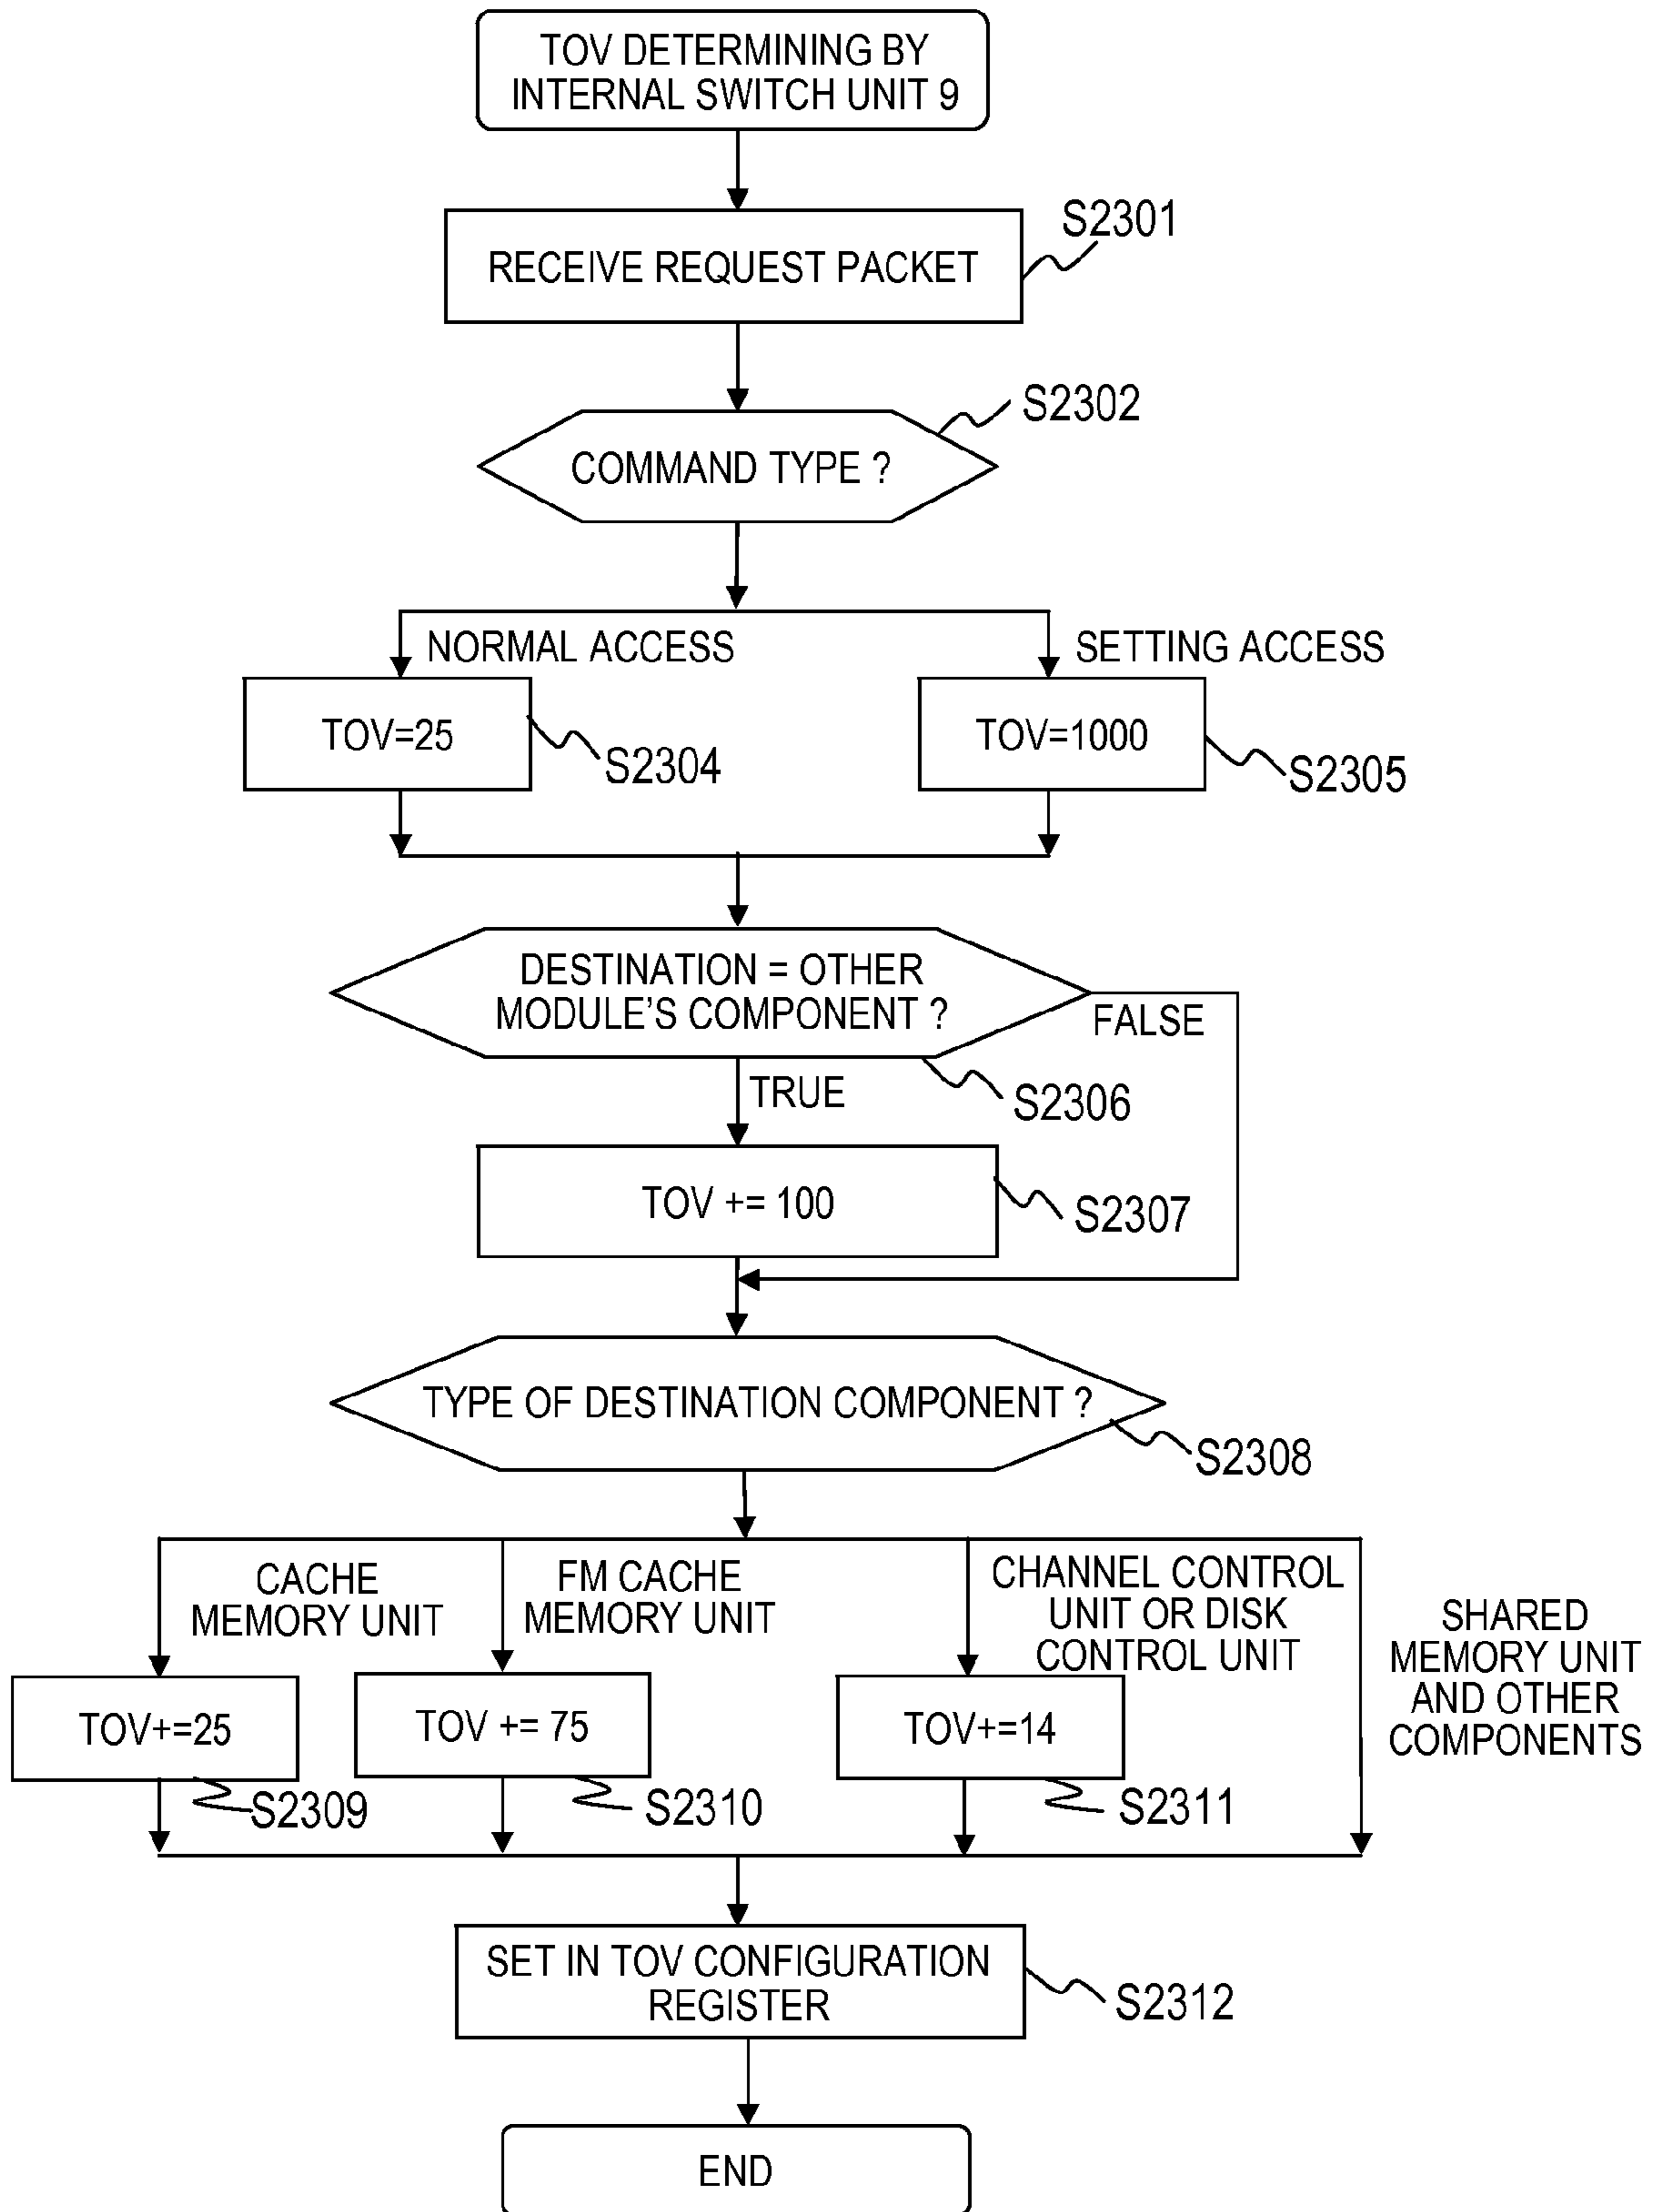 TOV DETERMINING BY
INTERNAL SWITCH UNIT 9
S2301
RECEIVE REQUEST PACKET
S2302
COMMAND TYPE ?
NORMAL ACCESS
SETTING ACCESS
TOV=25
S2304
TOV=1000
S2305
DESTINATION = OTHER
MODULE'S COMPONENT ?
FALSE
TRUE
S2306
TOV += 100
S2307
TYPE OF DESTINATION COMPONENT ?
S2308
CACHE
MEMORY UNIT
FM CACHE
MEMORY UNIT
CHANNEL CONTROL
UNIT OR DISK
CONTROL UNIT
SHARED
MEMORY UNIT
AND OTHER
COMPONENTS
TOV+=25
S2309
TOV += 75
S2310
TOV+=14
S2311
SET IN TOV CONFIGURATION
REGISTER
S2312
END